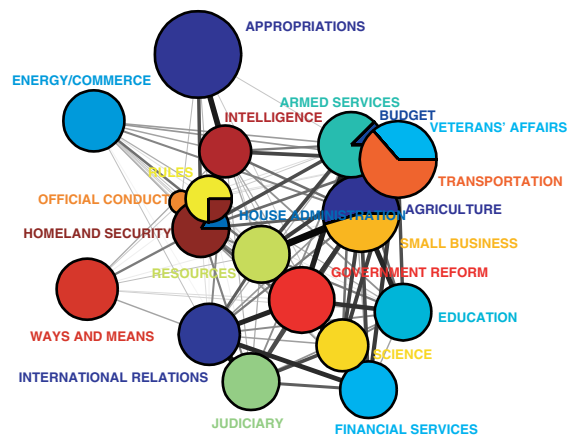 APPROPRIATIONS
ENERGY/COMMERCE
ARMED SERVICES
BUDGET
INTELLIGENCE
VETERANS' AFFAIRS
RULES
TRANSPORTATION
OFFICIAL CONDUCT
AGRICULTURE
HOUSE ADMINISTRATION
HOMELAND SECURITY
SMALL BUSINESS
RESOURCES
GOVERNMENT REFORM
EDUCATION
WAYS AND MEANS
SCIENCE
INTERNATIONAL RELATIONS
JUDICIARY
FINANCIAL SERVICES